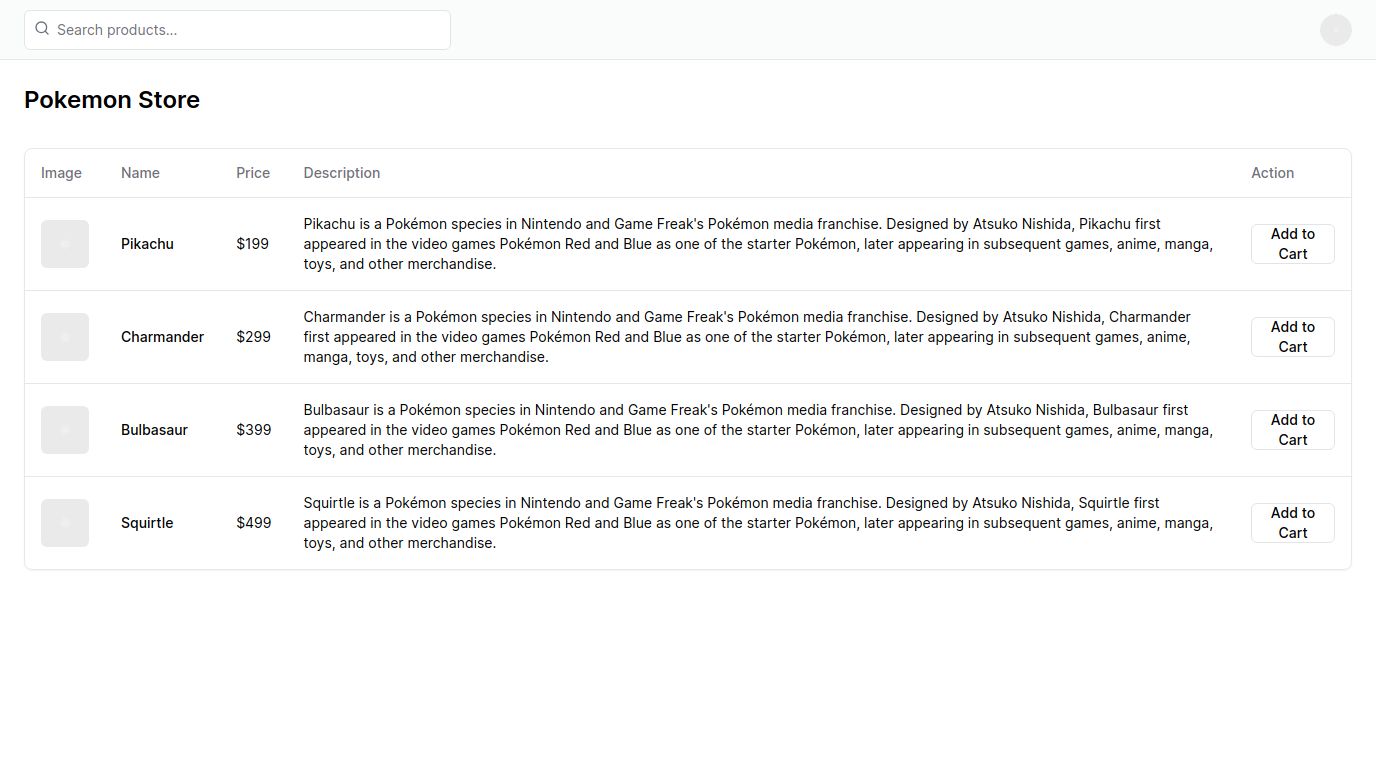 Search products...
Pokemon Store
Image Name Price Description Action
Pikachu is a Pokémon species in Nintendo and Game Freak's Pokémon media franchise. Designed by Atsuko Nishida, Pikachu first
Pikachu $199 appeared in the video games Pokémon Red and Blue as one of the starter Pokémon, later appearing in subsequent games, anime, manga,
toys, and other merchandise.
Add to
Cart
Charmander is a Pokémon species in Nintendo and Game Freak's Pokémon media franchise. Designed by Atsuko Nishida, Charmander
Charmander $299 first appeared in the video games Pokémon Red and Blue as one of the starter Pokémon, later appearing in subsequent games, anime,
manga, toys, and other merchandise.
Add to
Cart
Bulbasaur is a Pokémon species in Nintendo and Game Freak's Pokémon media franchise. Designed by Atsuko Nishida, Bulbasaur first
Bulbasaur $399 appeared in the video games Pokémon Red and Blue as one of the starter Pokémon, later appearing in subsequent games, anime, manga,
toys, and other merchandise.
Add to
Cart
Squirtle is a Pokémon species in Nintendo and Game Freak's Pokémon media franchise. Designed by Atsuko Nishida, Squirtle first
Squirtle $499 appeared in the video games Pokémon Red and Blue as one of the starter Pokémon, later appearing in subsequent games, anime, manga,
toys, and other merchandise.
Add to
Cart